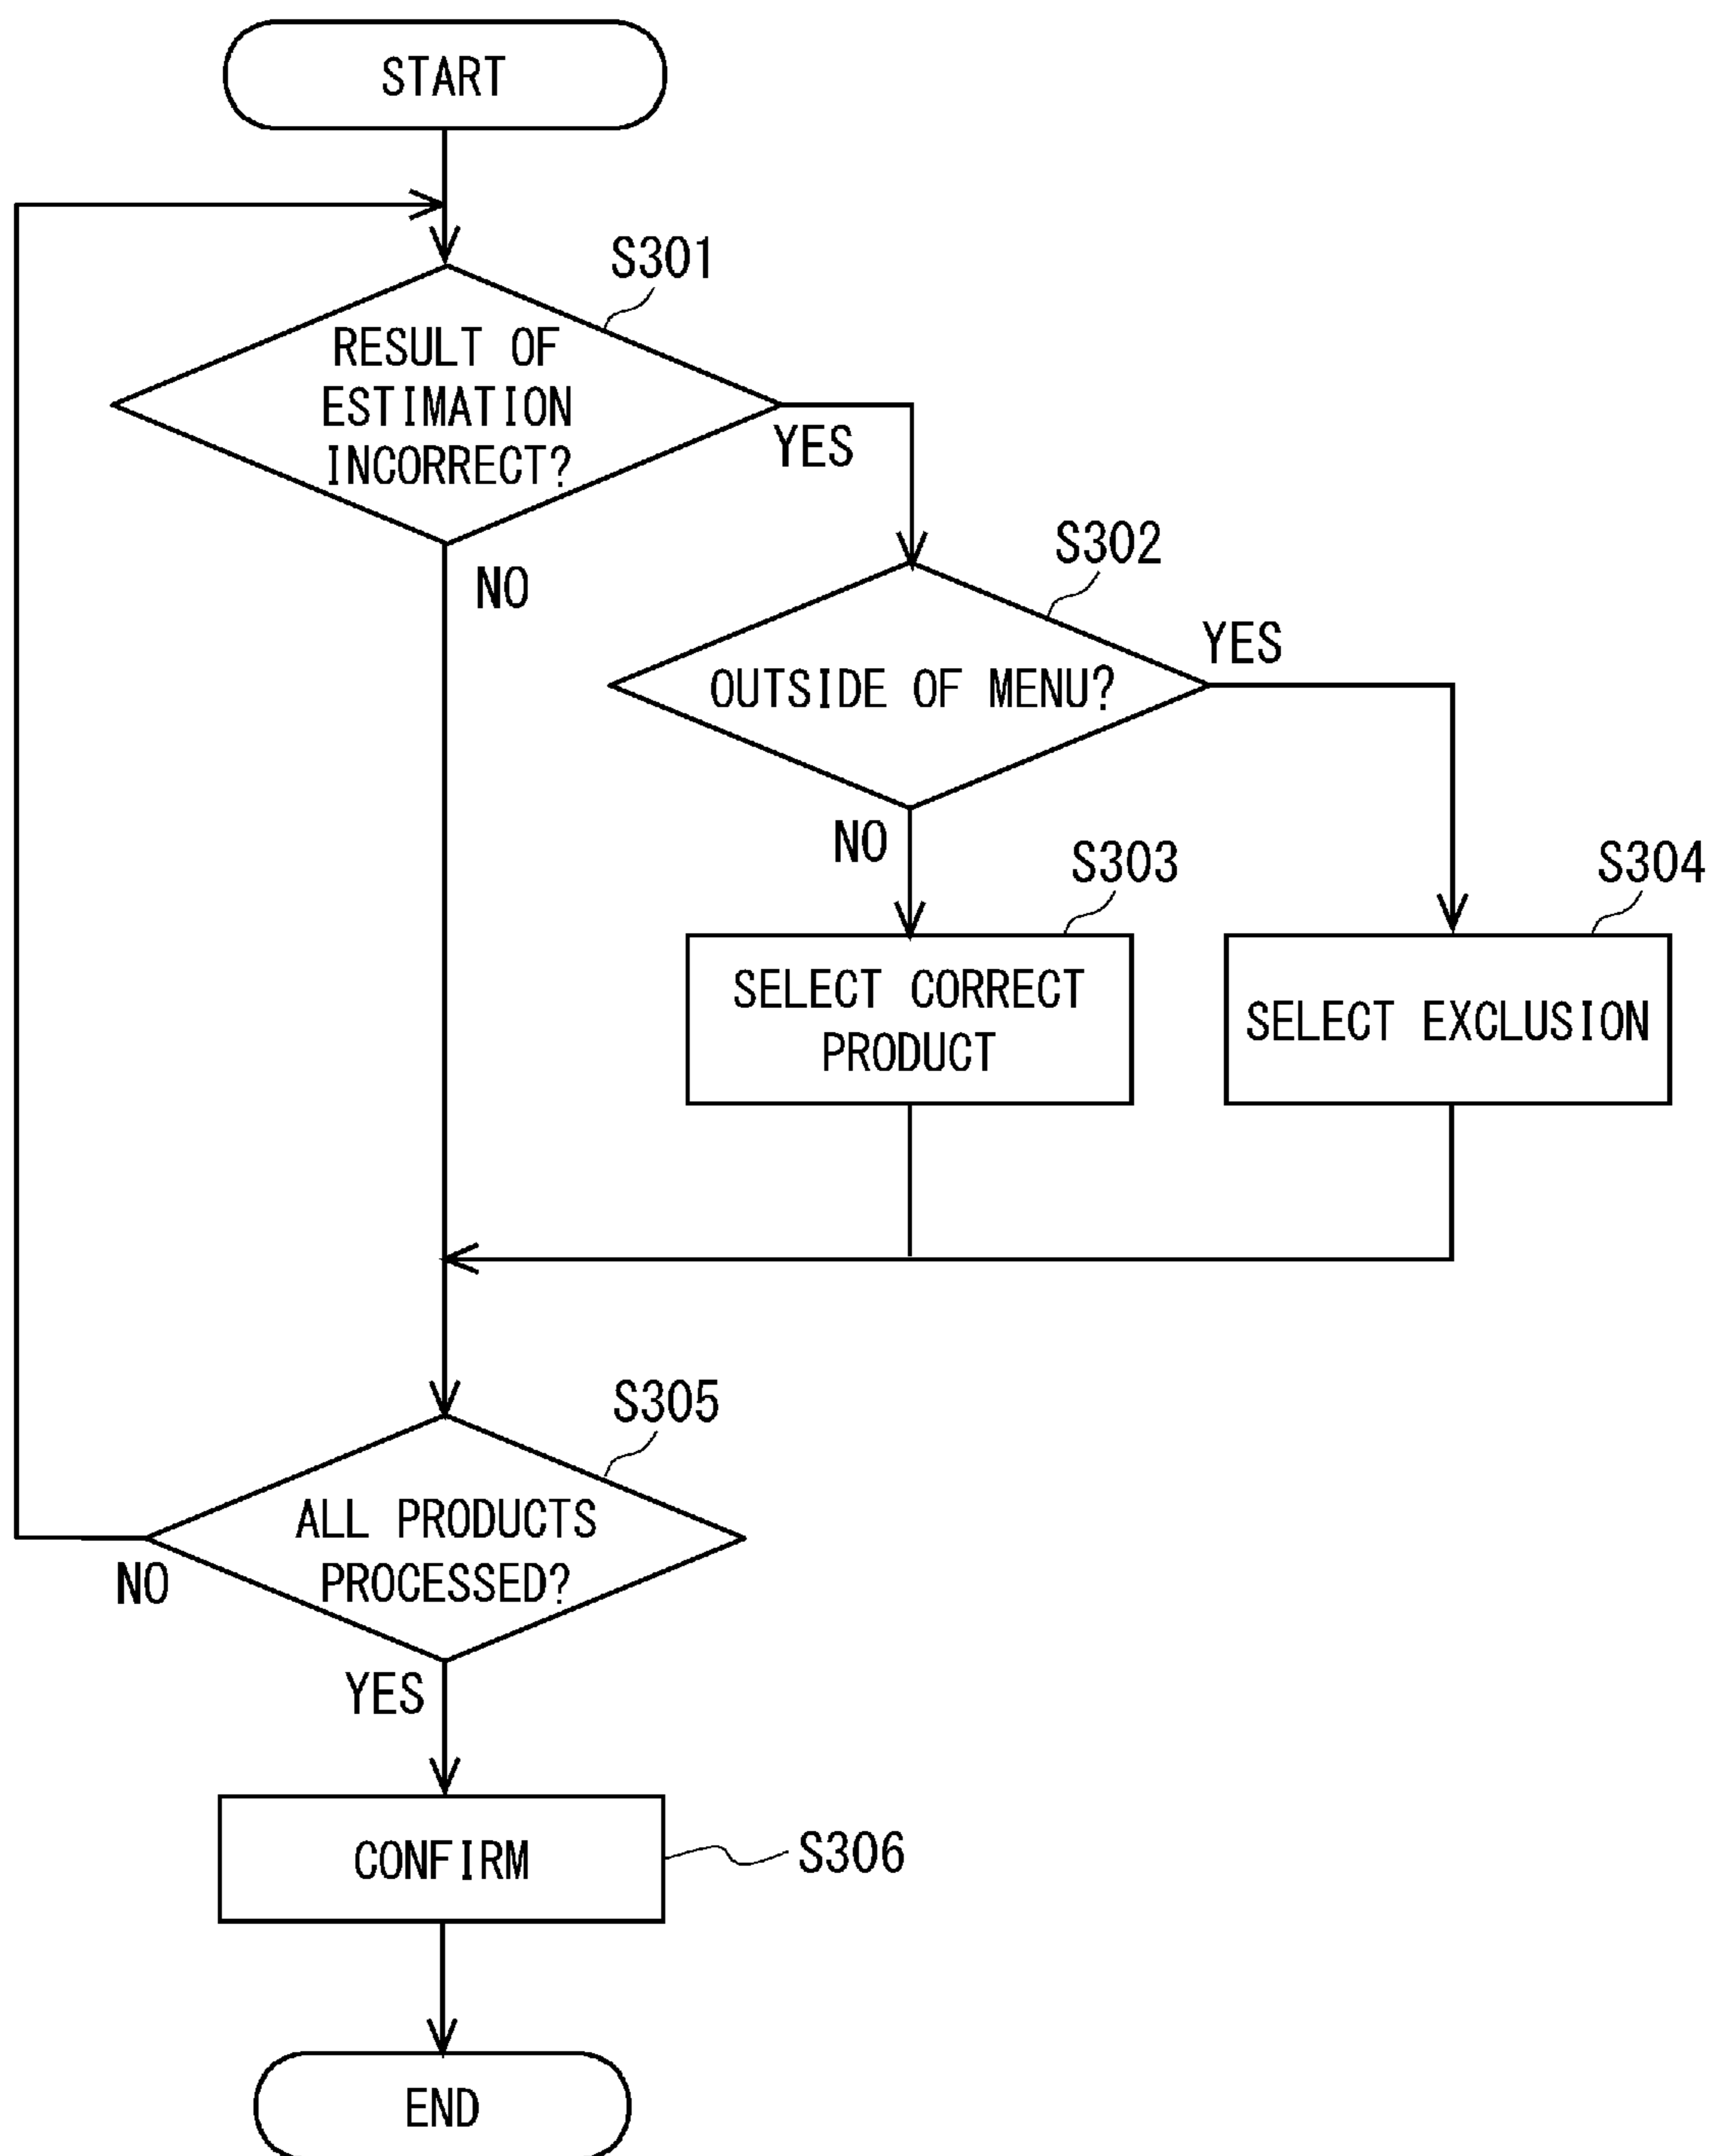 START
S301
RESULT OF
ESTIMATION
INCORRECT?
YES
NO
S302
OUTSIDE OF MENU?
YES
NO
S303
SELECT CORRECT
PRODUCT
S304
SELECT EXCLUSION
S305
ALL PRODUCTS
PROCESSED?
NO
YES
CONFIRM
S306
END